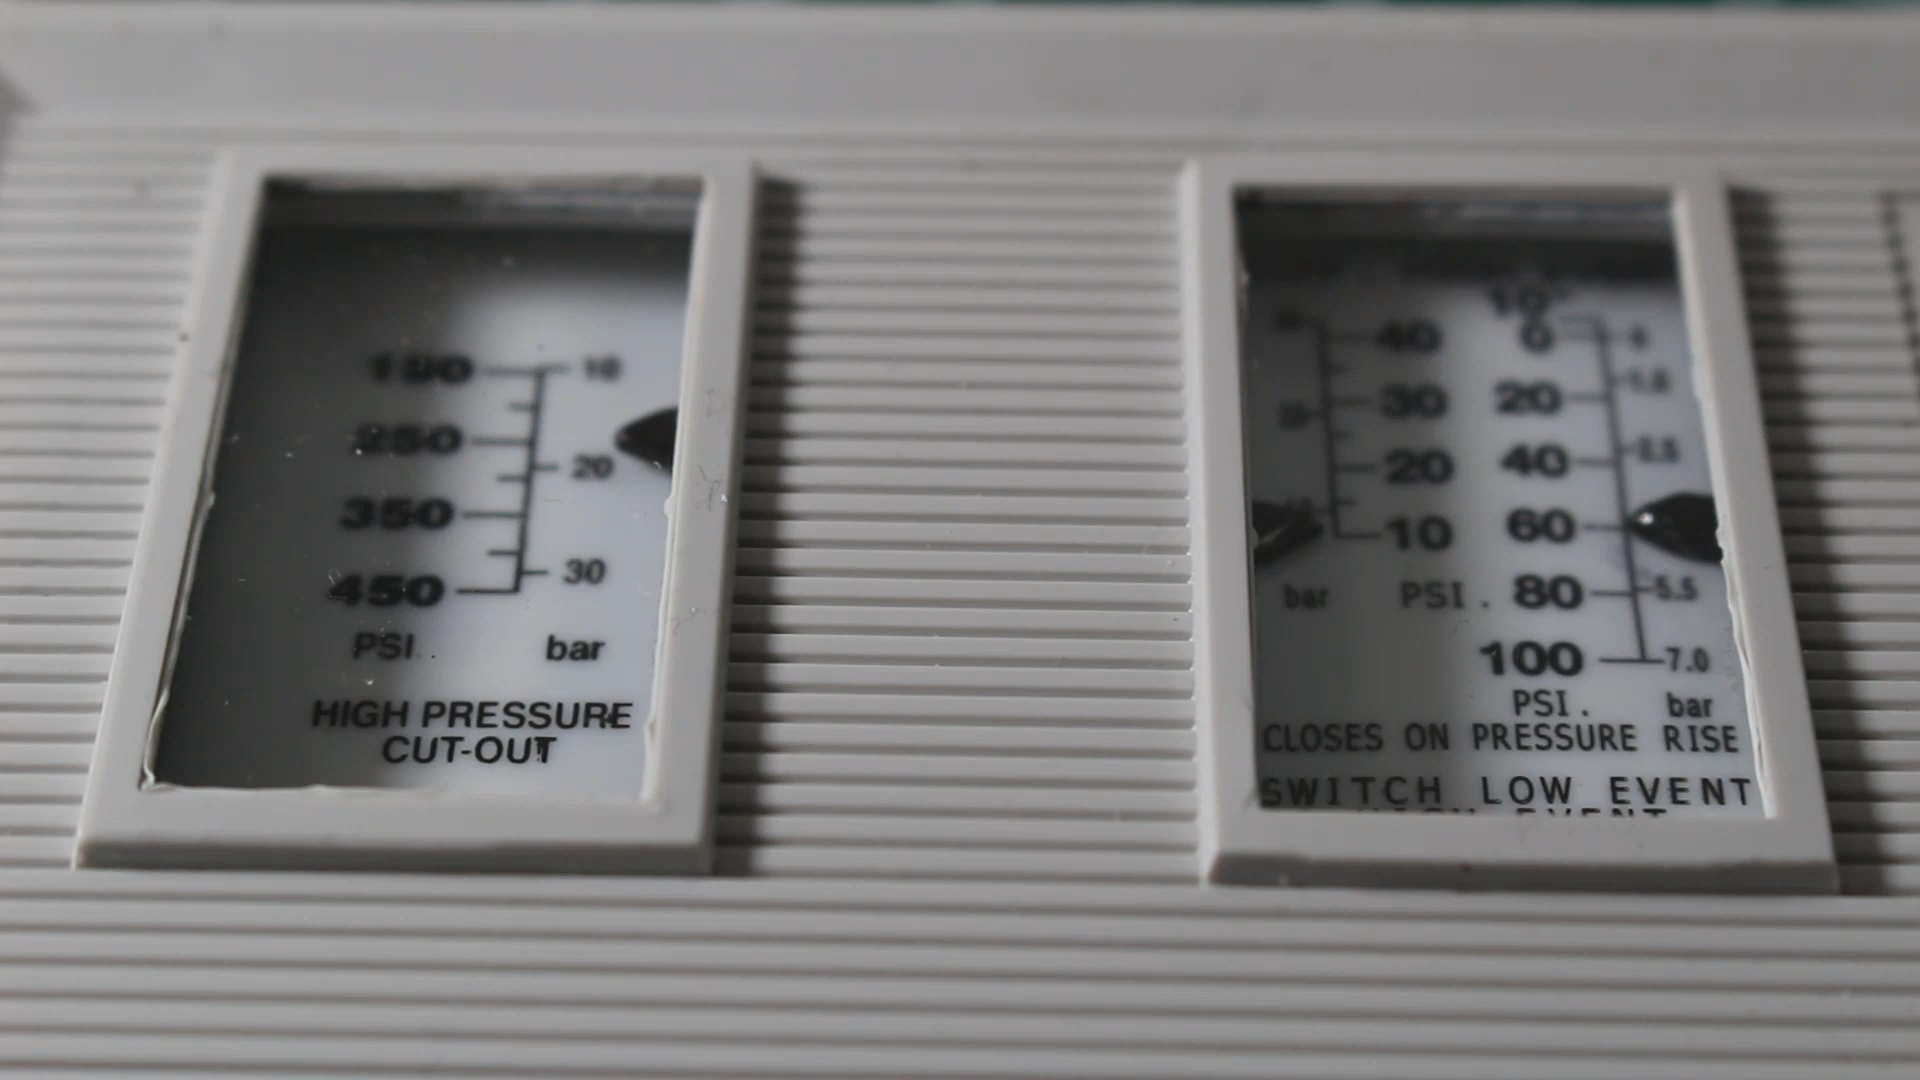 150 10
250
20
350
30
450
PSI. bar
HIGH PRESSURE
CUT-OUT
40
30
20
10
bar PSI.
10"
0
20
40
60
80 5.5
100 7.0
PSI. bar
CLOSES ON PRESSURE RISE
SWITCH LOW EVENT